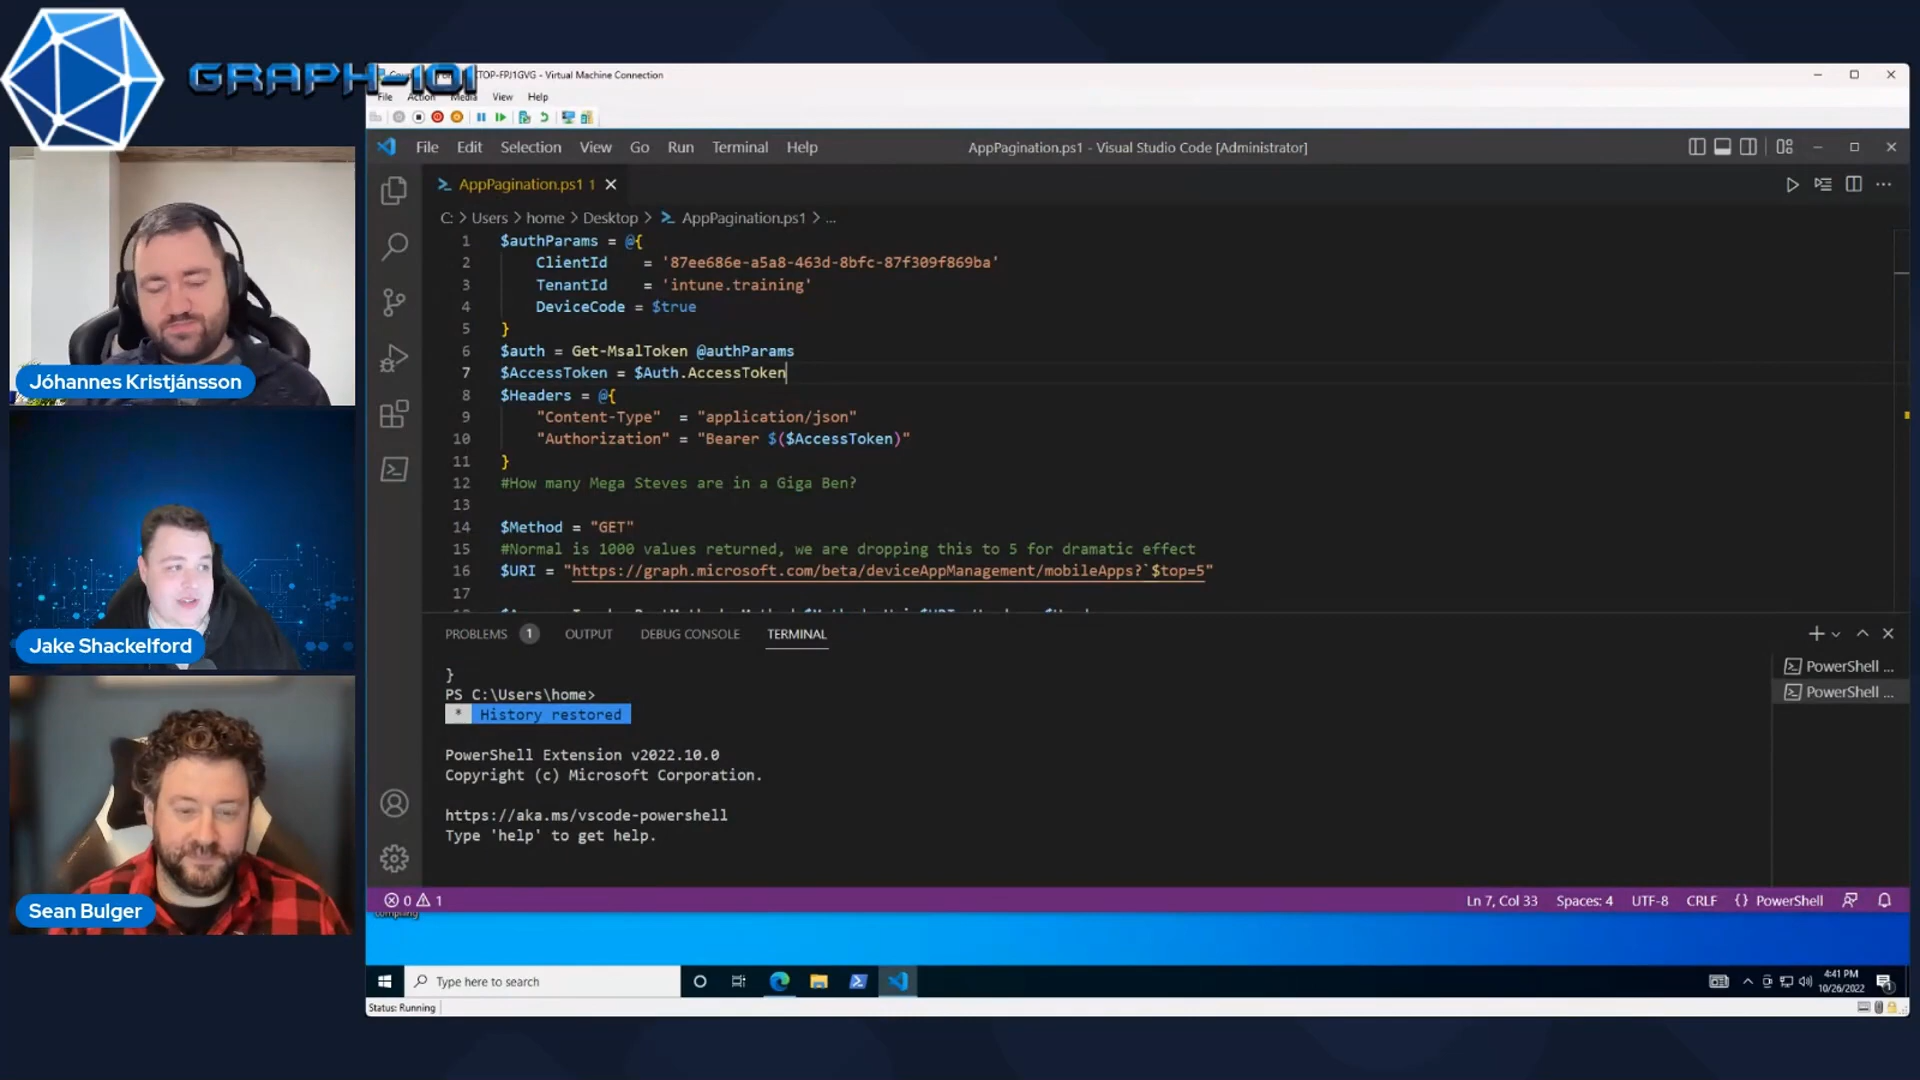 GRAPH-101
TOP-FPJ1GVG - Virtual Machine Connection
File Action Media View Help
File Edit Selection View Go Run Terminal Help
AppPagination.ps1 - Visual Studio Code [Administrator]
AppPagination.ps1 1
C: > Users > home > Desktop > AppPagination.ps1 > ...
1 $authParams = @{
2 ClientId = '87ee686e-a5a8-463d-8bfc-87f309f869ba'
3 TenantId = 'intune.training'
4 DeviceCode = $true
5 }
6 $auth = Get-MsalToken @authParams
7 $AccessToken = $Auth.AccessToken
8 $Headers = @{
9 "Content-Type" = "application/json"
10 "Authorization" = "Bearer $($AccessToken)"
11 }
12 #How many Mega Steves are in a Giga Ben?
13
14 $Method = "GET"
15 #Normal is 1000 values returned, we are dropping this to 5 for dramatic effect
16 $URI = "https://graph.microsoft.com/beta/deviceAppManagement/mobileApps?`$top=5"
17
PROBLEMS 1 OUTPUT DEBUG CONSOLE TERMINAL
}
PS C:\Users\home>
* History restored
PowerShell Extension v2022.10.0
Copyright (c) Microsoft Corporation.
https://aka.ms/vscode-powershell
Type 'help' to get help.
PowerShell ...
PowerShell ...
0 1
Ln 7, Col 33 Spaces: 4 UTF-8 CRLF {} PowerShell
Type here to search
4:41 PM
10/26/2022
Status: Running
Jóhannes Kristjánsson
Jake Shackelford
Sean Bulger